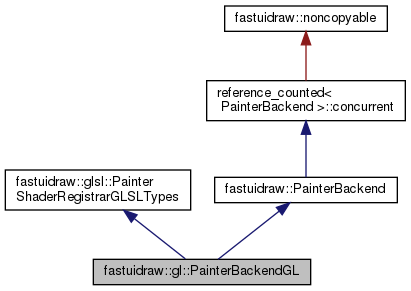 fastuidraw::noncopyable
reference_counted<
PainterBackend >::concurrent
fastuidraw::glsl::Painter
ShaderRegistrarGLSLTypes
fastuidraw::PainterBackend
fastuidraw::gl::PainterBackendGL